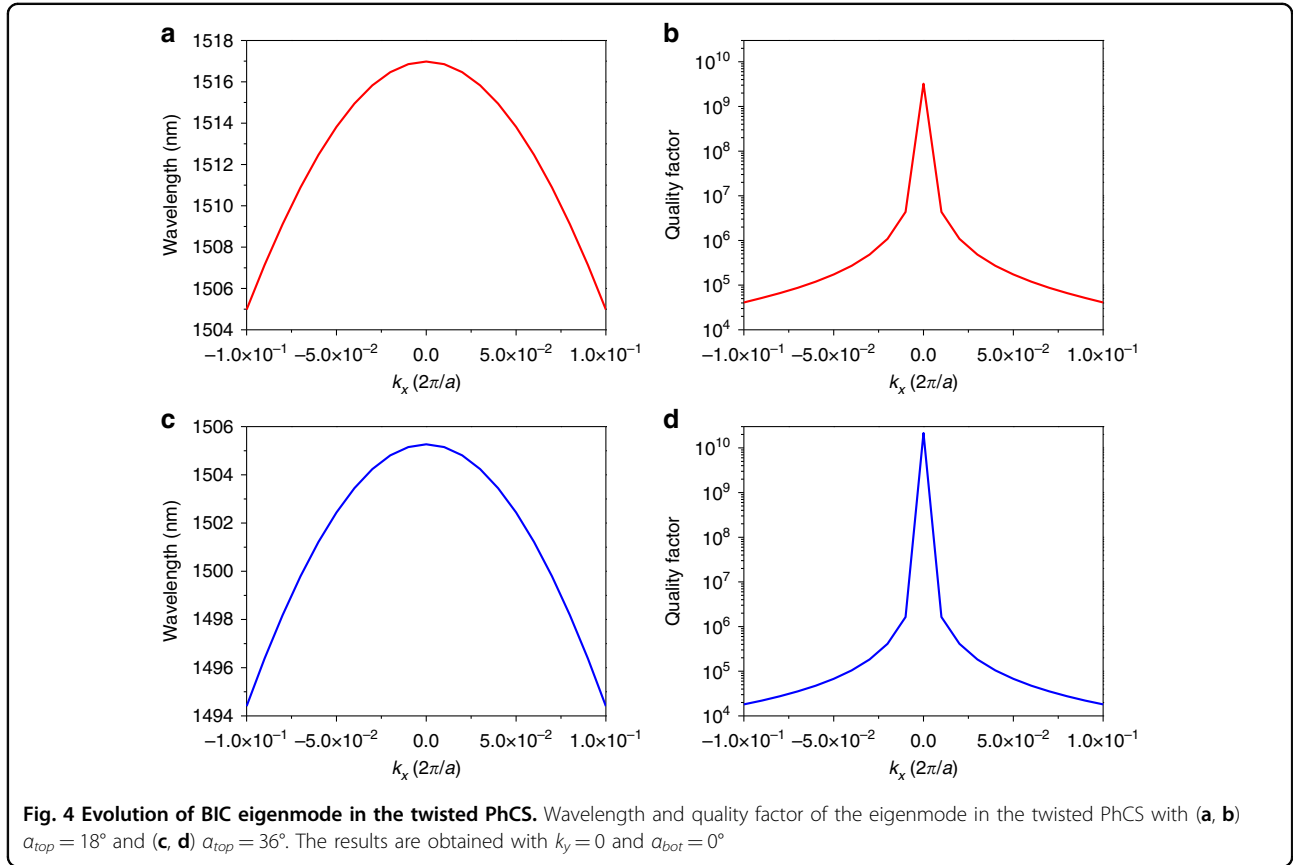 a
1518
1516
1514
1512
1510
1508
1506
1504
Wavelength (nm)
−1.0×10⁻¹ −5.0×10⁻² 0.0 5.0×10⁻² 1.0×10⁻¹
kₓ (2π/a)
b
10¹⁰
10⁹
10⁸
10⁷
10⁶
10⁵
10⁴
Quality factor
−1.0×10⁻¹ −5.0×10⁻² 0.0 5.0×10⁻² 1.0×10⁻¹
kₓ (2π/a)
c
1506
1504
1502
1500
1498
1496
1494
Wavelength (nm)
−1.0×10⁻¹ −5.0×10⁻² 0.0 5.0×10⁻² 1.0×10⁻¹
kₓ (2π/a)
d
10¹⁰
10⁹
10⁸
10⁷
10⁶
10⁵
10⁴
Quality factor
−1.0×10⁻¹ −5.0×10⁻² 0.0 5.0×10⁻² 1.0×10⁻¹
kₓ (2π/a)
Fig. 4 Evolution of BIC eigenmode in the twisted PhCS. Wavelength and quality factor of the eigenmode in the twisted PhCS with (a, b)
α_top = 18° and (c, d) α_top = 36°. The results are obtained with k_y = 0 and α_bot = 0°